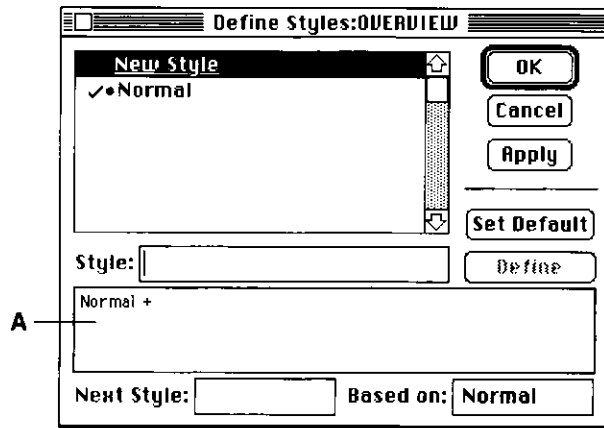 Define Styles:OVERVIEW
New Style
✓•Normal
OK
Cancel
Apply
Set Default
Style:
Define
A
Normal +
Next Style:
Based on: Normal